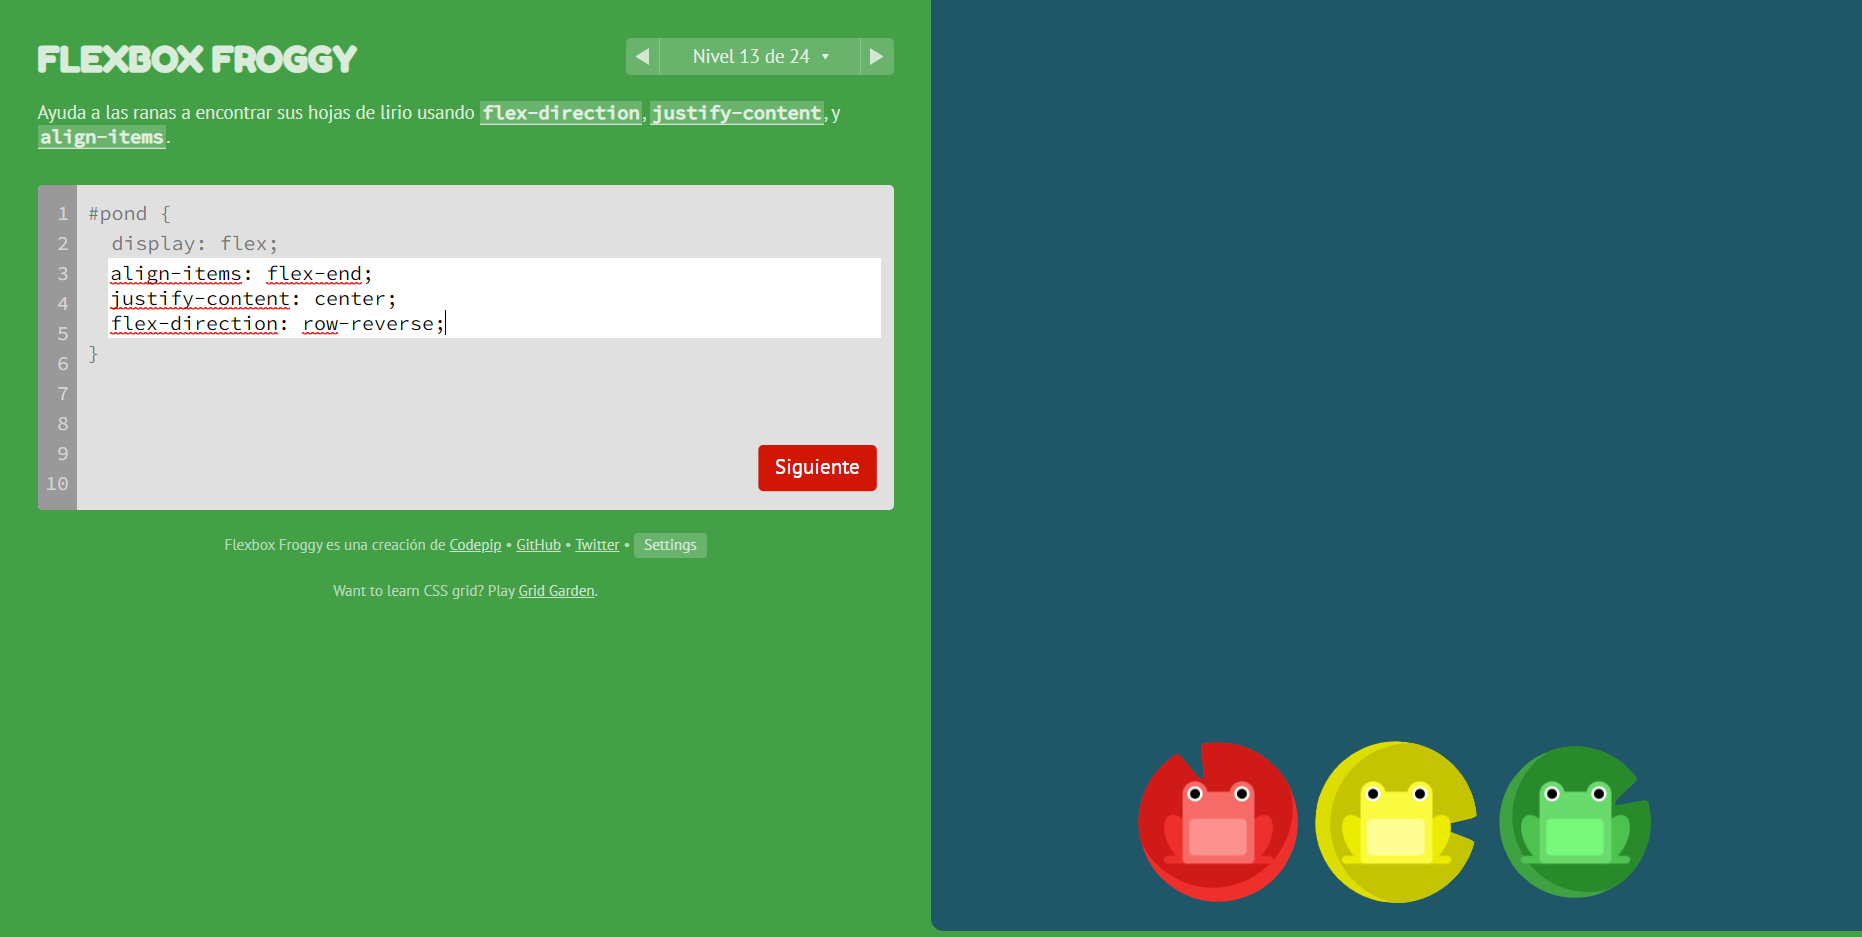 FLEXBOX FROGGY
Nivel 13 de 24
Ayuda a las ranas a encontrar sus hojas de lirio usando flex-direction, justify-content, y
align-items.
1 #pond {
2 display: flex;
3 align-items: flex-end;
4 justify-content: center;
5 flex-direction: row-reverse;
6 }
7
8
9
10
Siguiente
Flexbox Froggy es una creación de Codepip • GitHub • Twitter • Settings
Want to learn CSS grid? Play Grid Garden.